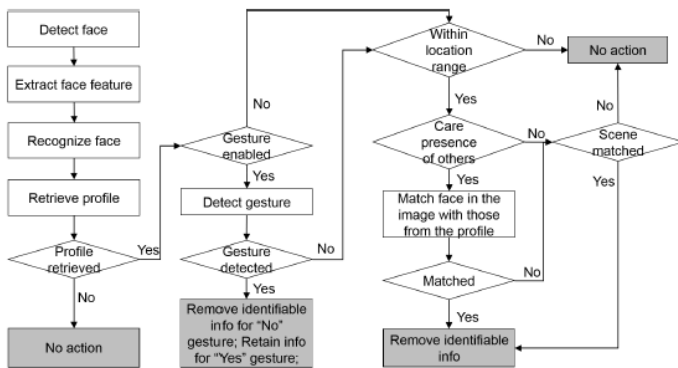 Detect face
Extract face feature
Recognize face
Retrieve profile
Profile
retrieved
Yes
No
No action
No
Gesture
enabled
Yes
Detect gesture
Gesture
detected
No
Yes
Remove identifiable
info for “No”
gesture; Retain info
for “Yes” gesture;
Within
location
range
No
Yes
Care
presence
of others
No
Yes
Match face in the
image with those
from the profile
Matched
No
Yes
Remove identifiable
info
No action
No
Scene
matched
Yes